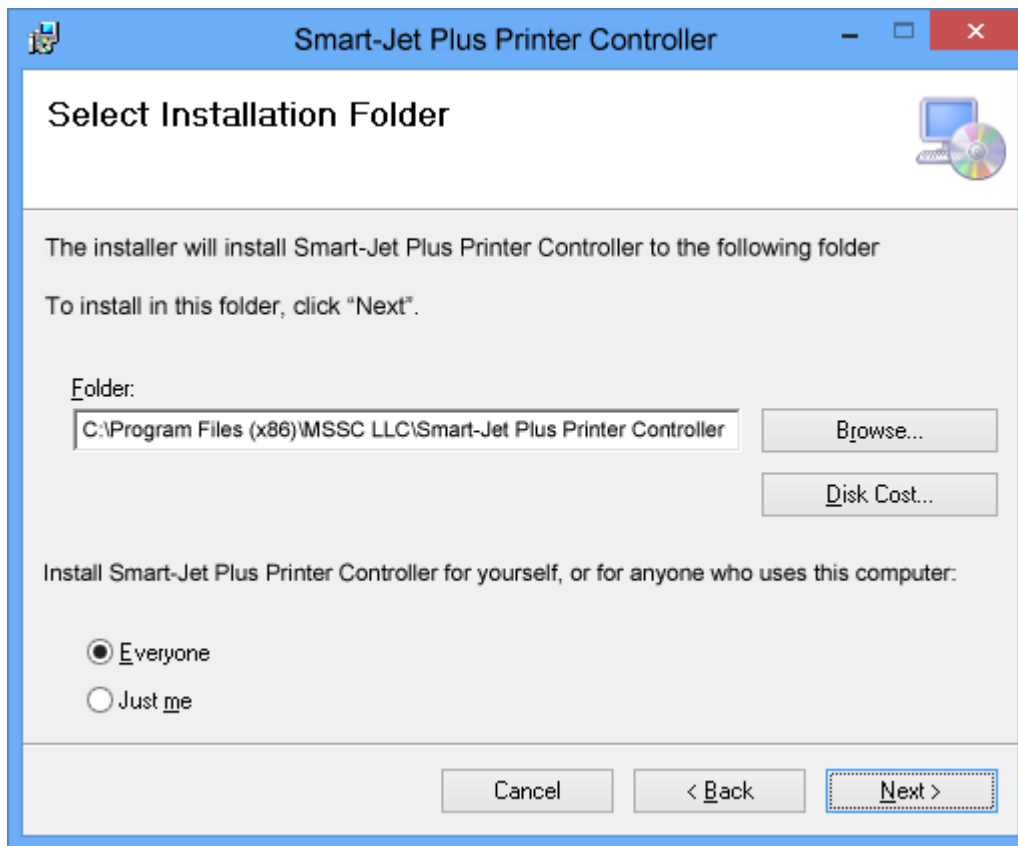 Smart-Jet Plus Printer Controller
Select Installation Folder
The installer will install Smart-Jet Plus Printer Controller to the following folder
To install in this folder, click “Next”.
Folder:
C:\Program Files (x86)\MSSC LLC\Smart-Jet Plus Printer Controller
Browse...
Disk Cost...
Install Smart-Jet Plus Printer Controller for yourself, or for anyone who uses this computer:
Everyone
Just me
Cancel
< Back
Next >